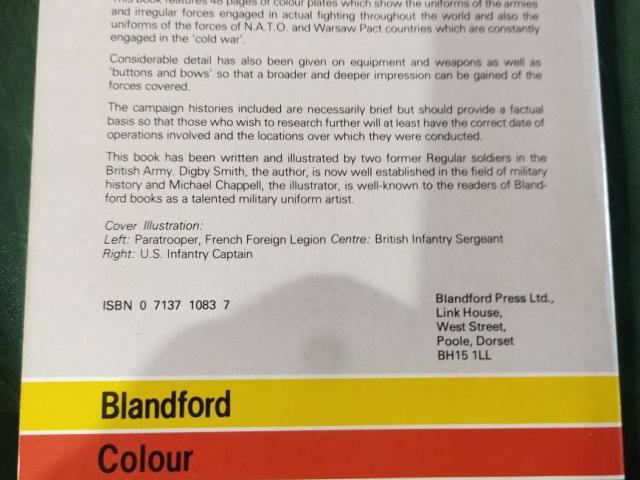 This book features 48 pages of colour plates which show the uniforms of the armies
and irregular forces engaged in actual fighting throughout the world and also the
uniforms of the forces of N.A.T.O. and Warsaw Pact countries which are constantly
engaged in the 'cold war'.
Considerable detail has also been given on equipment and weapons as well as
'buttons and bows' so that a broader and deeper impression can be gained of the
forces covered.
The campaign histories included are necessarily brief but should provide a factual
basis so that those who wish to research further will at least have the correct date of
operations involved and the locations over which they were conducted.
This book has been written and illustrated by two former Regular soldiers in the
British Army. Digby Smith, the author, is now well established in the field of military
history and Michael Chappell, the illustrator, is well-known to the readers of Bland-
ford books as a talented military uniform artist.
Cover Illustration:
Left: Paratrooper, French Foreign Legion Centre: British Infantry Sergeant
Right: U.S. Infantry Captain
ISBN 0 7137 1083 7
Blandford Press Ltd.,
Link House,
West Street,
Poole, Dorset
BH15 1LL
Blandford
Colour